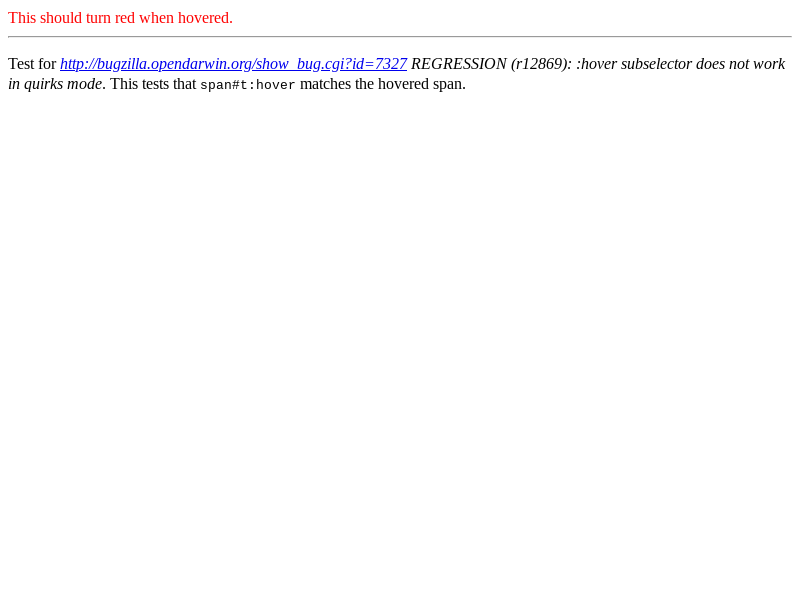 This should turn red when hovered.
Test for http://bugzilla.opendarwin.org/show_bug.cgi?id=7327 REGRESSION (r12869): :hover subselector does not work
in quirks mode. This tests that span#t:hover matches the hovered span.